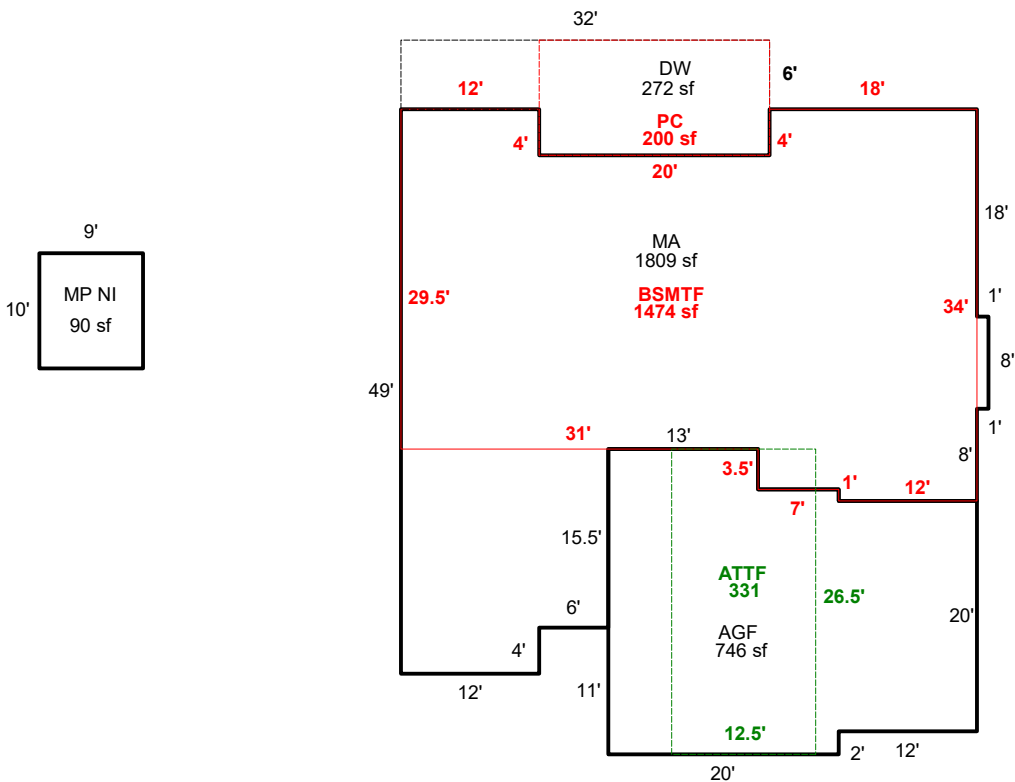 32'
DW
272 sf
6'
12'
18'
PC
200 sf
4'
4'
20'
18'
9'
MA
1809 sf
MP NI
90 sf
10'
BSMTF
1474 sf
29.5'
34'
1'
8'
49'
1'
31'
13'
8'
3.5'
1'
12'
7'
15.5'
ATTF
331
26.5'
6'
AGF
746 sf
20'
4'
12'
11'
12.5'
2'
12'
20'